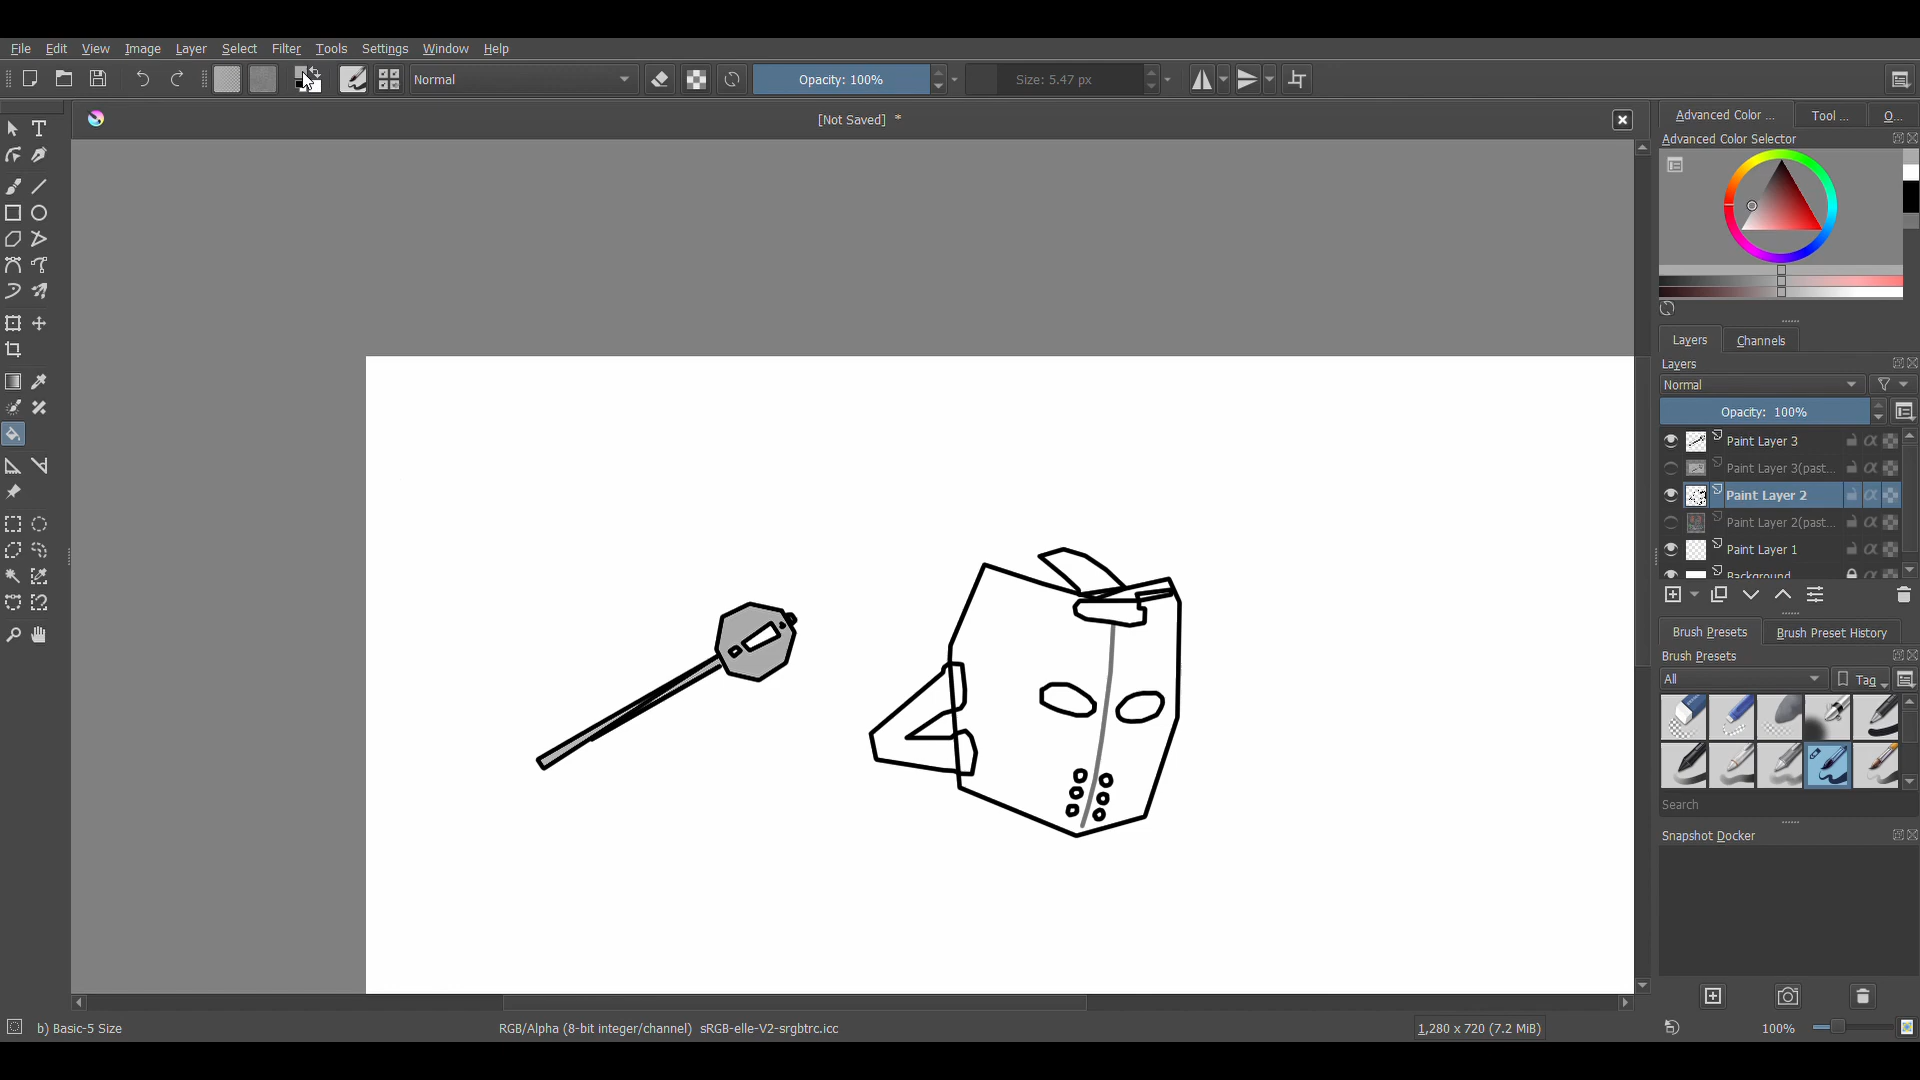 File Edit View Image Layer Select Filter Tools Settings Window Help
Normal Opacity: 100% Size: 5.47 px
[Not Saved] *
Advanced Color ... Tool ... O...
Advanced Color Selector
Layers Channels
Layers
Normal
Opacity: 100%
Paint Layer 3
Paint Layer 3(past...
Paint Layer 2
Paint Layer 2(past...
Paint Layer 1
Background
Brush Presets Brush Preset History
Brush Presets
All Tag
Search
Snapshot Docker
b) Basic-5 Size RGB/Alpha (8-bit integer/channel) sRGB-elle-V2-srgbtrc.icc 1,280 x 720 (7.2 MiB) 100%